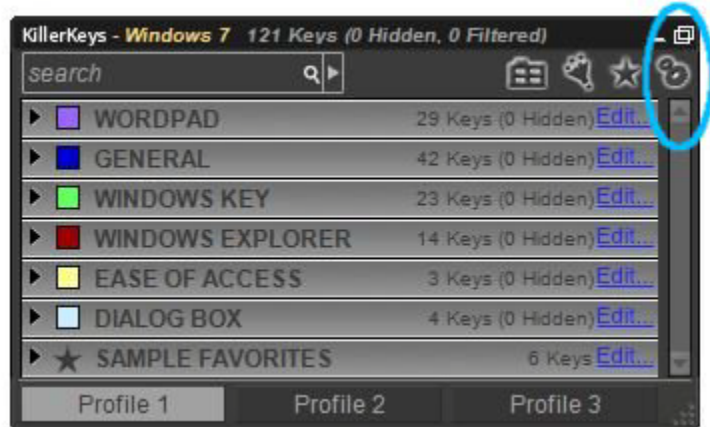 KillerKeys - Windows 7 121 Keys (0 Hidden, 0 Filtered)
search
WORDPAD 29 Keys (0 Hidden) Edit...
GENERAL 42 Keys (0 Hidden) Edit...
WINDOWS KEY 23 Keys (0 Hidden) Edit...
WINDOWS EXPLORER 14 Keys (0 Hidden) Edit...
EASE OF ACCESS 3 Keys (0 Hidden) Edit...
DIALOG BOX 4 Keys (0 Hidden) Edit...
SAMPLE FAVORITES 6 Keys Edit...
Profile 1 Profile 2 Profile 3